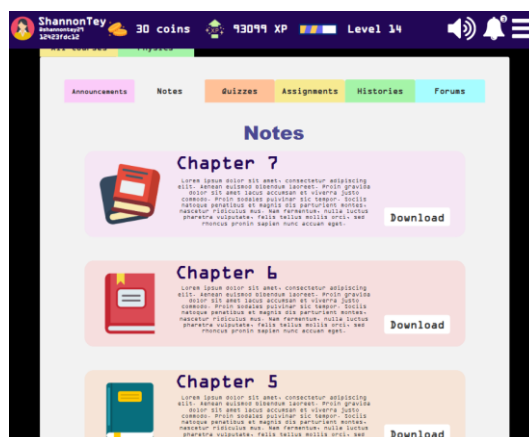 ShannonTey
@shannontey29
12423fdc12
30 coins
93099 XP
Level 14
All Courses
Physics
Announcements
Notes
Quizzes
Assignments
Histories
Forums
Notes
Chapter 7
Lorem ipsum dolor sit amet, consectetur adipiscing
elit. Aenean euismod bibendum laoreet. Proin gravida
dolor sit amet lacus accumsan et viverra justo
commodo. Proin sodales pulvinar sic tempor. Sociis
natoque penatibus et magnis dis parturient montes,
nascetur ridiculus mus. Nam fermentum, nulla luctus
pharetra vulputate, felis tellus mollis orci, sed
rhoncus pronin sapien nunc accuan eget.
Download
Chapter 6
Lorem ipsum dolor sit amet, consectetur adipiscing
elit. Aenean euismod bibendum laoreet. Proin gravida
dolor sit amet lacus accumsan et viverra justo
commodo. Proin sodales pulvinar sic tempor. Sociis
natoque penatibus et magnis dis parturient montes,
nascetur ridiculus mus. Nam fermentum, nulla luctus
pharetra vulputate, felis tellus mollis orci, sed
rhoncus pronin sapien nunc accuan eget.
Download
Chapter 5
Lorem ipsum dolor sit amet, consectetur adipiscing
elit. Aenean euismod bibendum laoreet. Proin gravida
dolor sit amet lacus accumsan et viverra justo
commodo. Proin sodales pulvinar sic tempor. Sociis
natoque penatibus et magnis dis parturient montes,
nascetur ridiculus mus. Nam fermentum, nulla luctus
Download